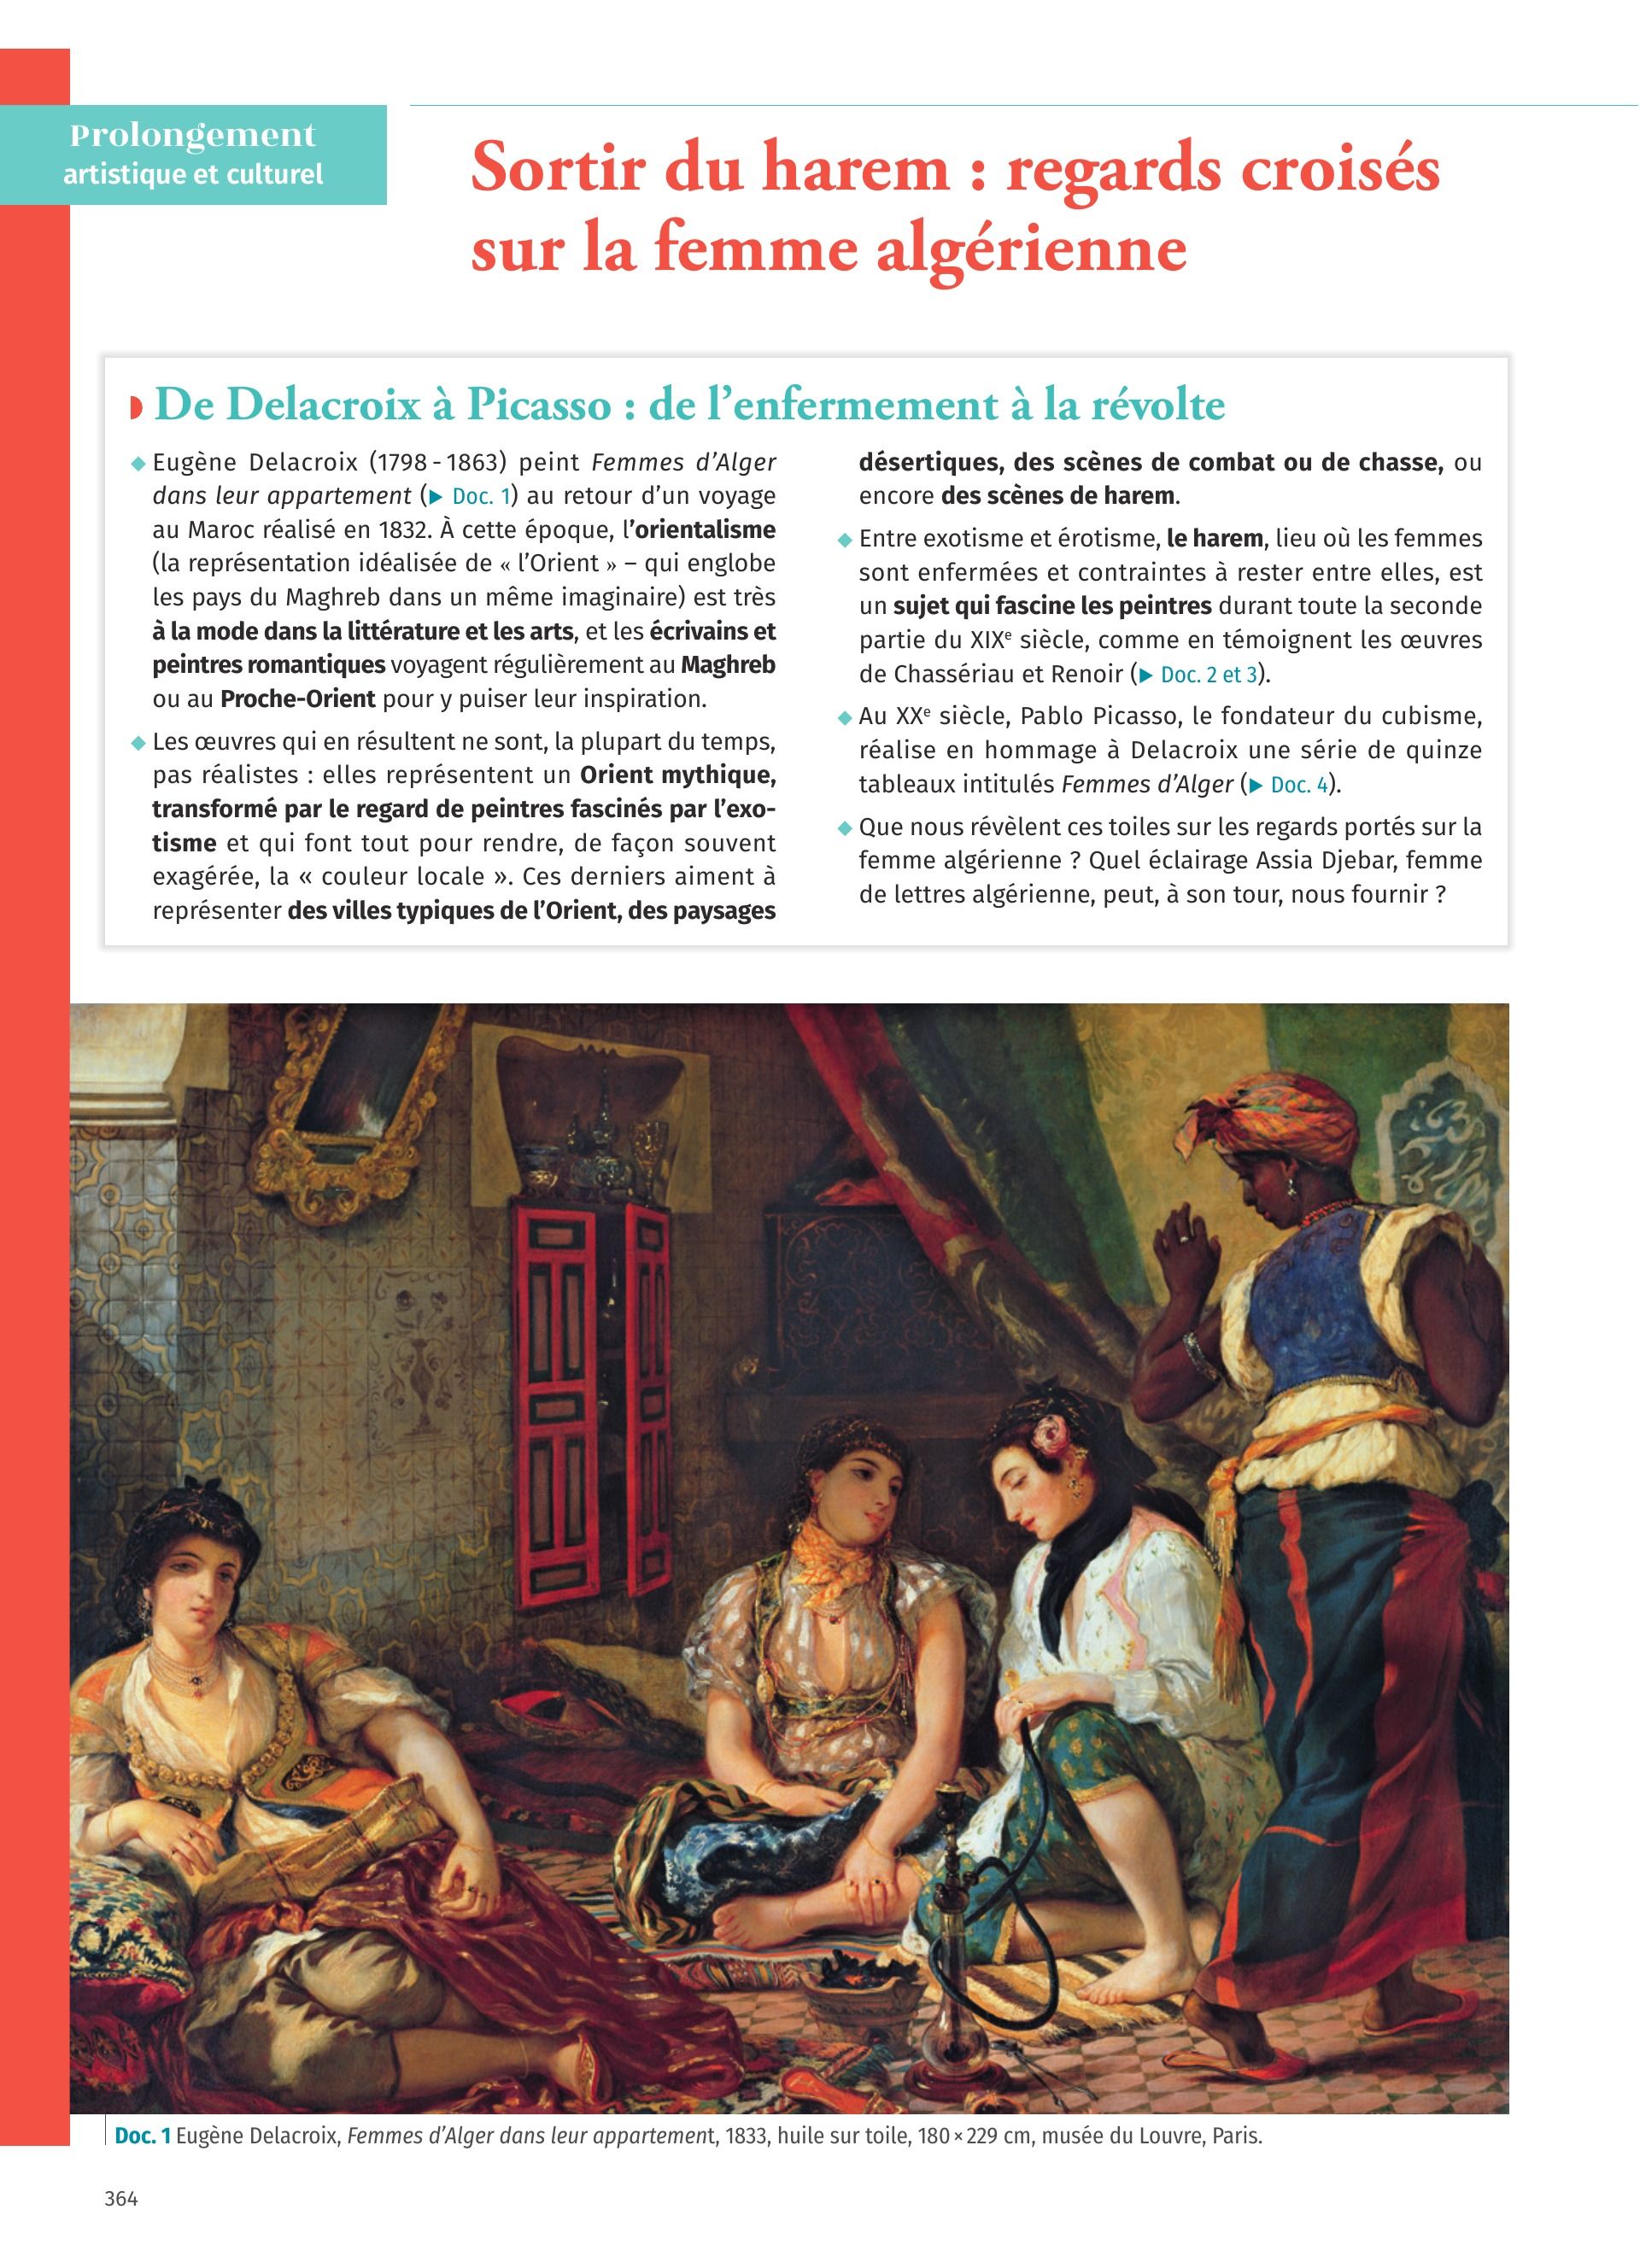 Prolongement
artistique et culturel
Sortir du harem : regards croisés
sur la femme algérienne
De Delacroix à Picasso : de l’enfermement à la révolte
Eugène Delacroix (1798 - 1863) peint Femmes d’Alger
dans leur appartement (▶ Doc. 1) au retour d’un voyage
au Maroc réalisé en 1832. À cette époque, l’orientalisme
(la représentation idéalisée de « l’Orient » – qui englobe
les pays du Maghreb dans un même imaginaire) est très
à la mode dans la littérature et les arts, et les écrivains et
peintres romantiques voyagent régulièrement au Maghreb
ou au Proche-Orient pour y puiser leur inspiration.
Les œuvres qui en résultent ne sont, la plupart du temps,
pas réalistes : elles représentent un Orient mythique,
transformé par le regard de peintres fascinés par l’exo-
tisme et qui font tout pour rendre, de façon souvent
exagérée, la « couleur locale ». Ces derniers aiment à
représenter des villes typiques de l’Orient, des paysages
désertiques, des scènes de combat ou de chasse, ou
encore des scènes de harem.
Entre exotisme et érotisme, le harem, lieu où les femmes
sont enfermées et contraintes à rester entre elles, est
un sujet qui fascine les peintres durant toute la seconde
partie du XIXe siècle, comme en témoignent les œuvres
de Chassériau et Renoir (▶ Doc. 2 et 3).
Au XXe siècle, Pablo Picasso, le fondateur du cubisme,
réalise en hommage à Delacroix une série de quinze
tableaux intitulés Femmes d’Alger (▶ Doc. 4).
Que nous révèlent ces toiles sur les regards portés sur la
femme algérienne ? Quel éclairage Assia Djebar, femme
de lettres algérienne, peut, à son tour, nous fournir ?
Doc. 1 Eugène Delacroix, Femmes d’Alger dans leur appartement, 1833, huile sur toile, 180 × 229 cm, musée du Louvre, Paris.
364